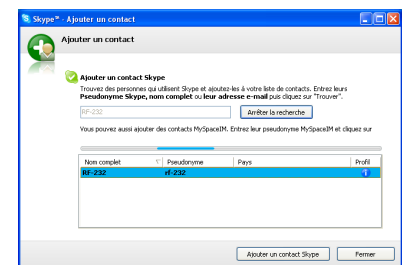 Skype™ - Ajouter un contact
Ajouter un contact
Ajouter un contact Skype
Trouvez des personnes qui utilisent Skype et ajoutez-les à votre liste de contacts. Entrez leurs
Pseudonyme Skype, nom complet ou leur adresse e-mail puis cliquez sur "Trouver".
RF-232 Arrêter la recherche
Vous pouvez aussi ajouter des contacts MySpaceIM. Entrez leur pseudonyme MySpaceIM et cliquez sur
Nom complet Pseudonyme Pays Profil
RF-232 rf-232
Ajouter un contact Skype Fermer